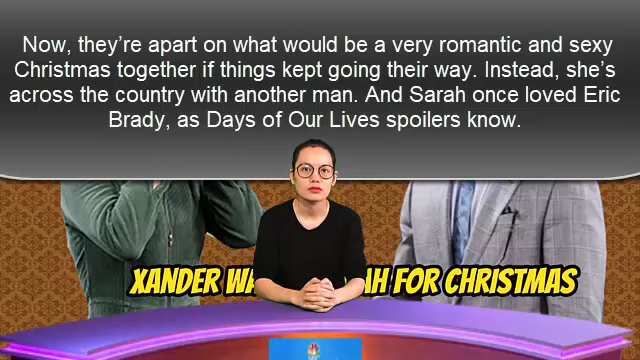 Now, they’re apart on what would be a very romantic and sexy
Christmas together if things kept going their way. Instead, she’s
across the country with another man. And Sarah once loved Eric
Brady, as Days of Our Lives spoilers know.
XANDER FOR CHRISTMAS